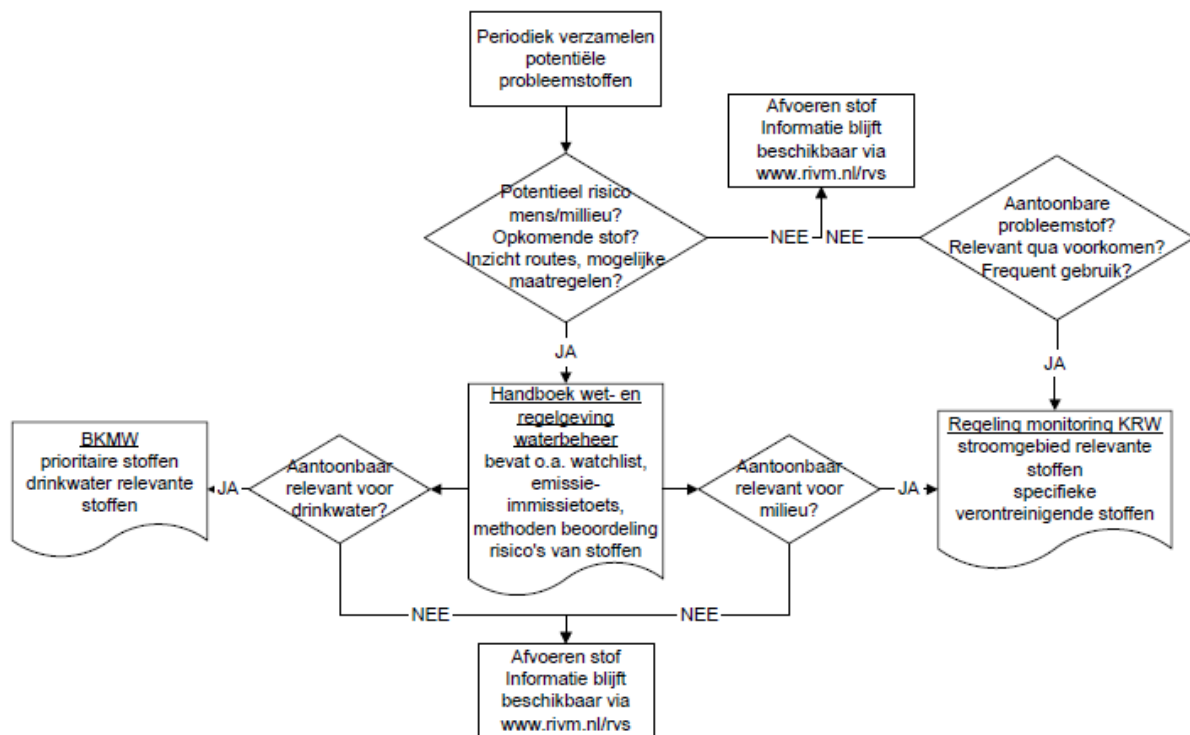 Periodiek verzamelen
potentiële
probleemstoffen
Afvoeren stof
Informatie blijft
beschikbaar via
www.rivm.nl/rvs
Potentieel risico
mens/millieu?
Opkomende stof?
Inzicht routes, mogelijke
maatregelen?
NEE
NEE
Aantoonbare
probleemstof?
Relevant qua voorkomen?
Frequent gebruik?
JA
JA
BKMW
prioritaire stoffen
drinkwater relevante
stoffen
JA
Aantoonbaar
relevant voor
drinkwater?
Handboek wet- en
regelgeving
waterbeheer
bevat o.a. watchlist,
emissie-
immissietoets,
methoden beoordeling
risico's van stoffen
Aantoonbaar
relevant voor
milieu?
JA
Regeling monitoring KRW
stroomgebied relevante
stoffen
specifieke
verontreinigende stoffen
NEE
NEE
Afvoeren stof
Informatie blijft
beschikbaar via
www.rivm.nl/rvs